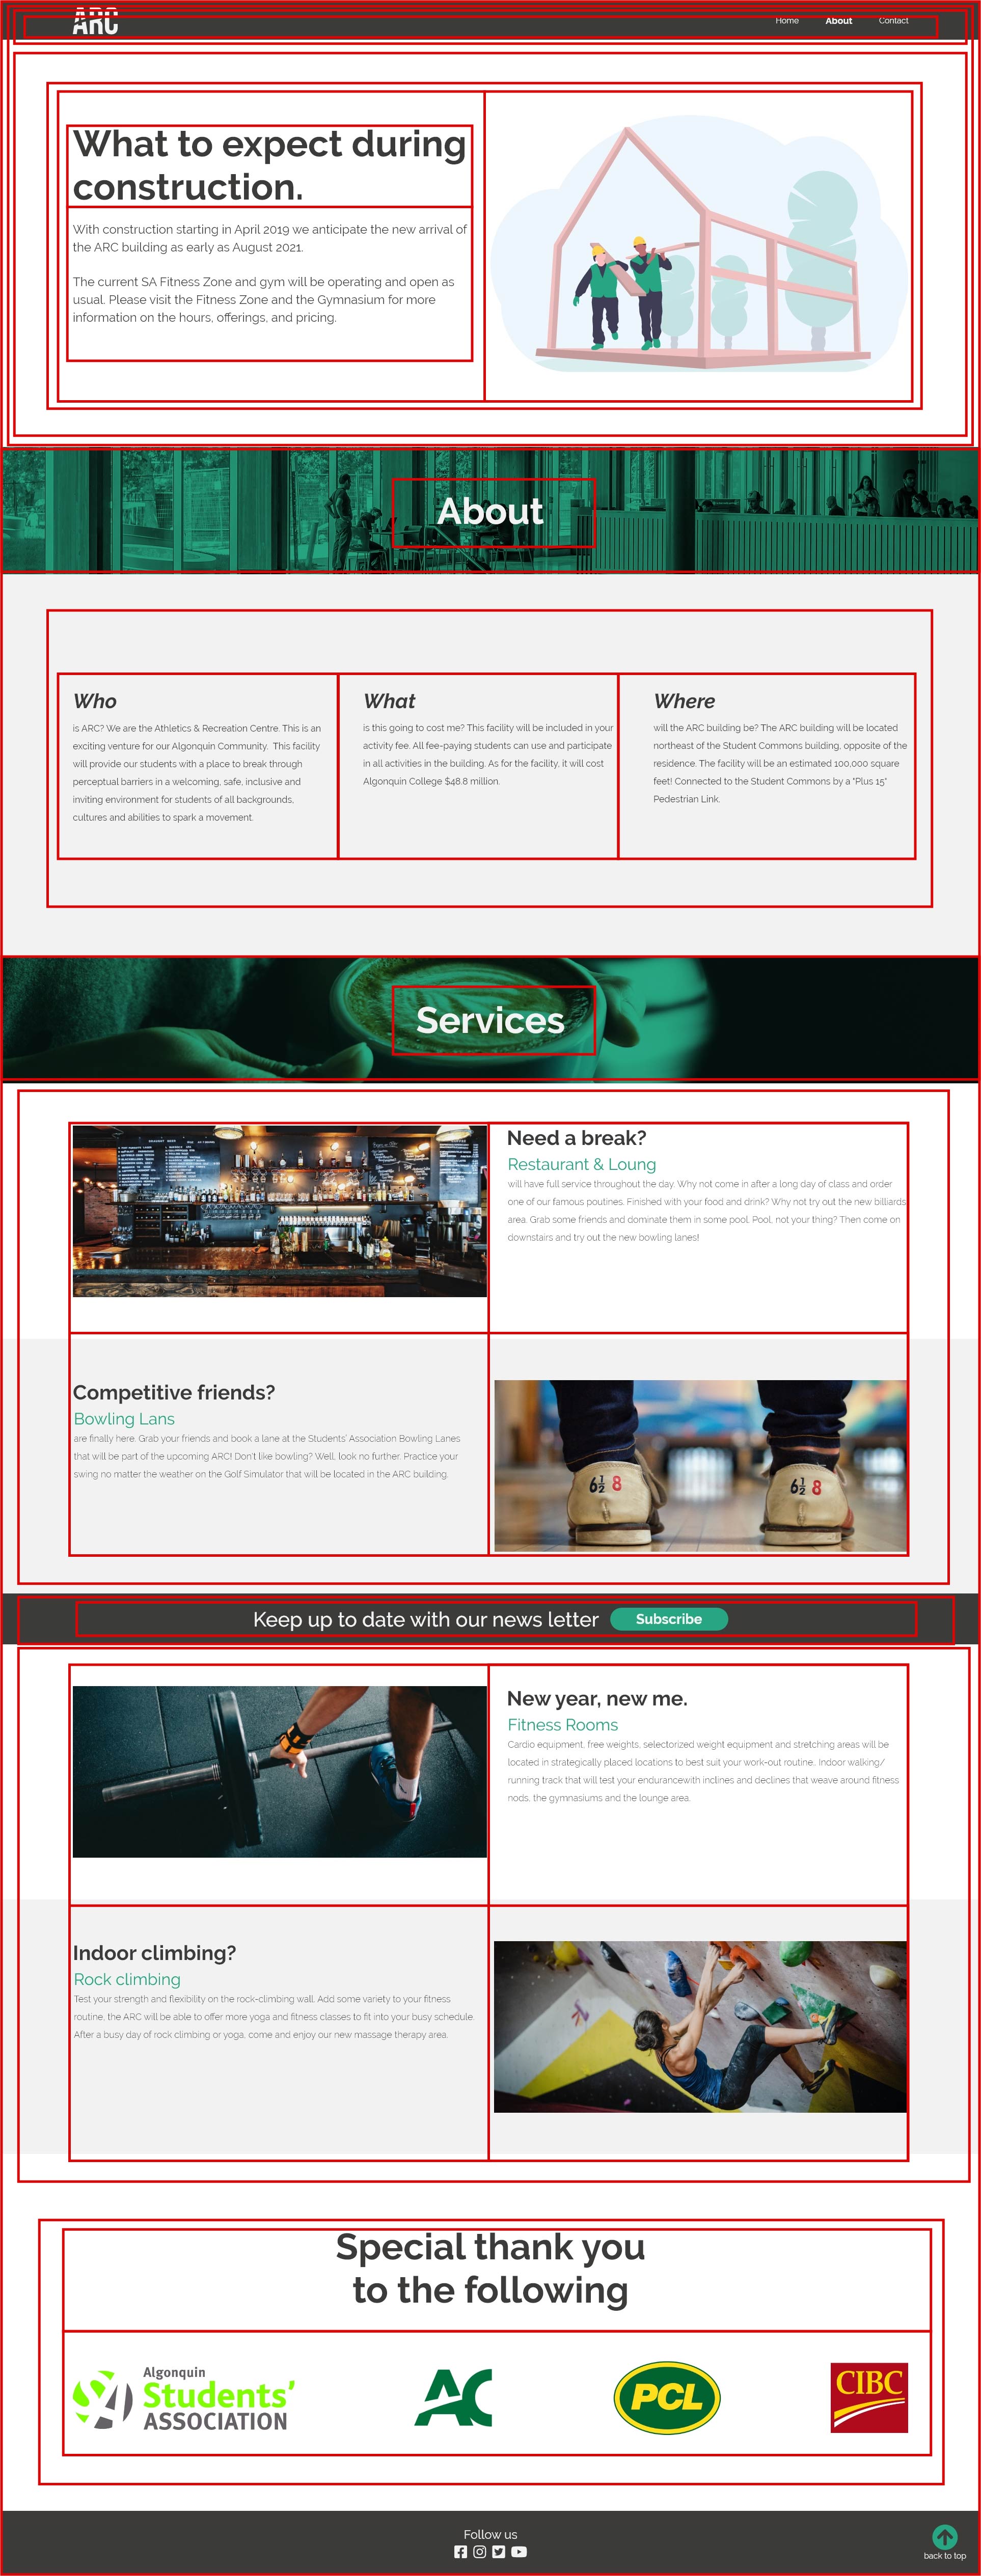 ARC
Home About Contact
What to expect during
construction.
With construction starting in April 2019 we anticipate the new arrival of
the ARC building as early as August 2021.
The current SA Fitness Zone and gym will be operating and open as
usual. Please visit the Fitness Zone and the Gymnasium for more
information on the hours, offerings, and pricing.
About
Who
is ARC? We are the Athletics & Recreation Centre. This is an
exciting venture for our Algonquin Community. This facility
will provide our students with a place to break through
perceptual barriers in a welcoming, safe, inclusive and
inviting environment for students of all backgrounds,
cultures and abilities to spark a movement.
What
is this going to cost me? This facility will be included in your
activity fee. All fee-paying students can use and participate
in all activities in the building. As for the facility, it will cost
Algonquin College $48.8 million.
Where
will the ARC building be? The ARC building will be located
northeast of the Student Commons building, opposite of the
residence. The facility will be an estimated 100,000 square
feet! Connected to the Student Commons by a "Plus 15"
Pedestrian Link.
Services
Need a break?
Restaurant & Loung
will have full service throughout the day. Why not come in after a long day of class and order
one of our famous poutines. Finished with your food and drink? Why not try out the new billiards
area. Grab some friends and dominate them in some pool. Pool, not your thing? Then come on
downstairs and try out the new bowling lanes!
Competitive friends?
Bowling Lans
are finally here. Grab your friends and book a lane at the Students' Association Bowling Lanes
that will be part of the upcoming ARC! Don't like bowling? Well, look no further. Practice your
swing no matter the weather on the Golf Simulator that will be located in the ARC building.
6½ 8
6½ 8
Keep up to date with our news letter Subscribe
New year, new me.
Fitness Rooms
Cardio equipment, free weights, selectorized weight equipment and stretching areas will be
located in strategically placed locations to best suit your work-out routine.. Indoor walking/
running track that will test your endurancewith inclines and declines that weave around fitness
nods, the gymnasiums and the lounge area.
Indoor climbing?
Rock climbing
Test your strength and flexibility on the rock-climbing wall. Add some variety to your fitness
routine, the ARC will be able to offer more yoga and fitness classes to fit into your busy schedule.
After a busy day of rock climbing or yoga, come and enjoy our new massage therapy area.
Special thank you
to the following
Algonquin
Students'
ASSOCIATION
AC
PCL
CIBC
Follow us
back to top